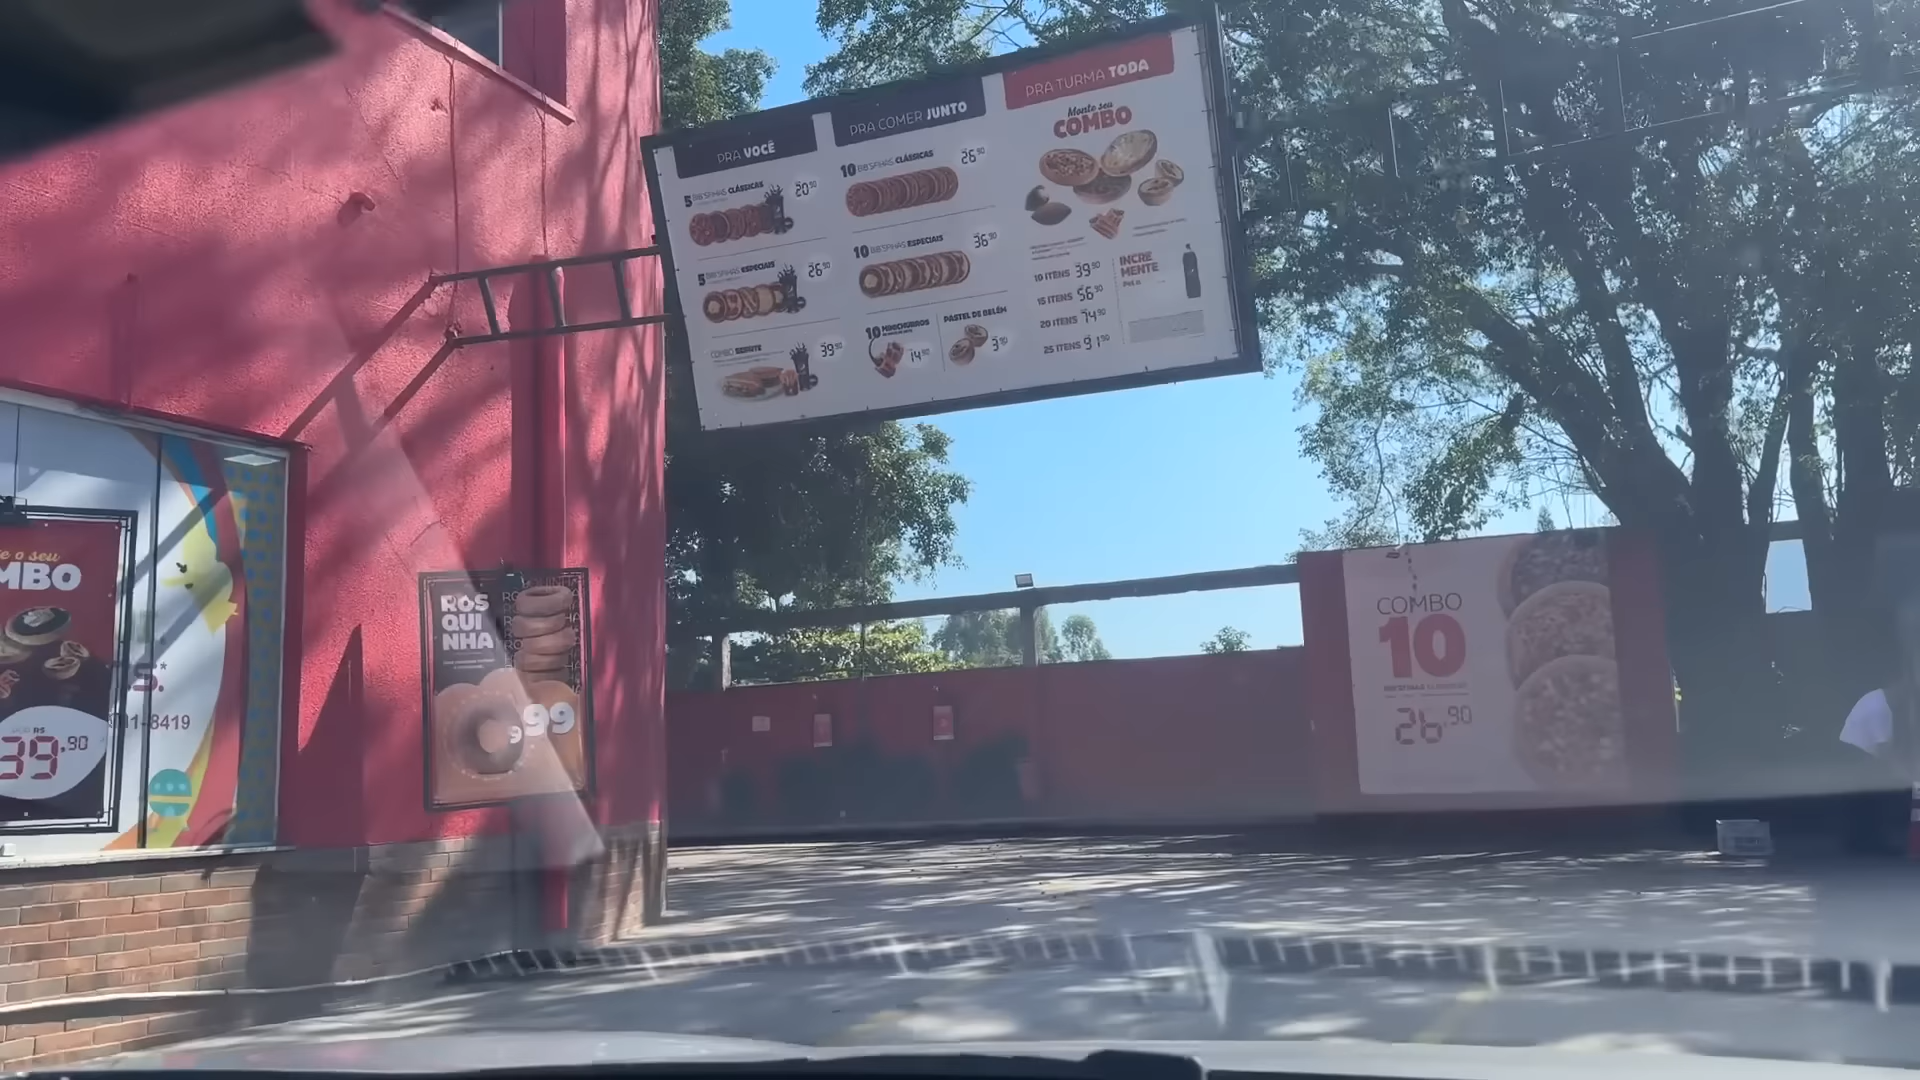 PRA VOCÊ
5 BIB'SFIHAS CLÁSSICAS
20,90
5 BIB'SFIHAS ESPECIAIS
26,90
COMBO
39,90
PRA COMER JUNTO
10 BIB'SFIHAS CLÁSSICAS
26,90
10 BIB'SFIHAS ESPECIAIS
36,90
10 MINICHURROS
14,90
PASTEL DE BELÉM
3,90
PRA TURMA TODA
Monte seu
COMBO
10 ITENS 39,90
15 ITENS 56,90
20 ITENS 74,90
25 ITENS 91,90
INCRE
MENTE
e o seu
MBO
R$
39,90
1-8419
ROS
QUI
NHA
9,99
COMBO
10
26,90